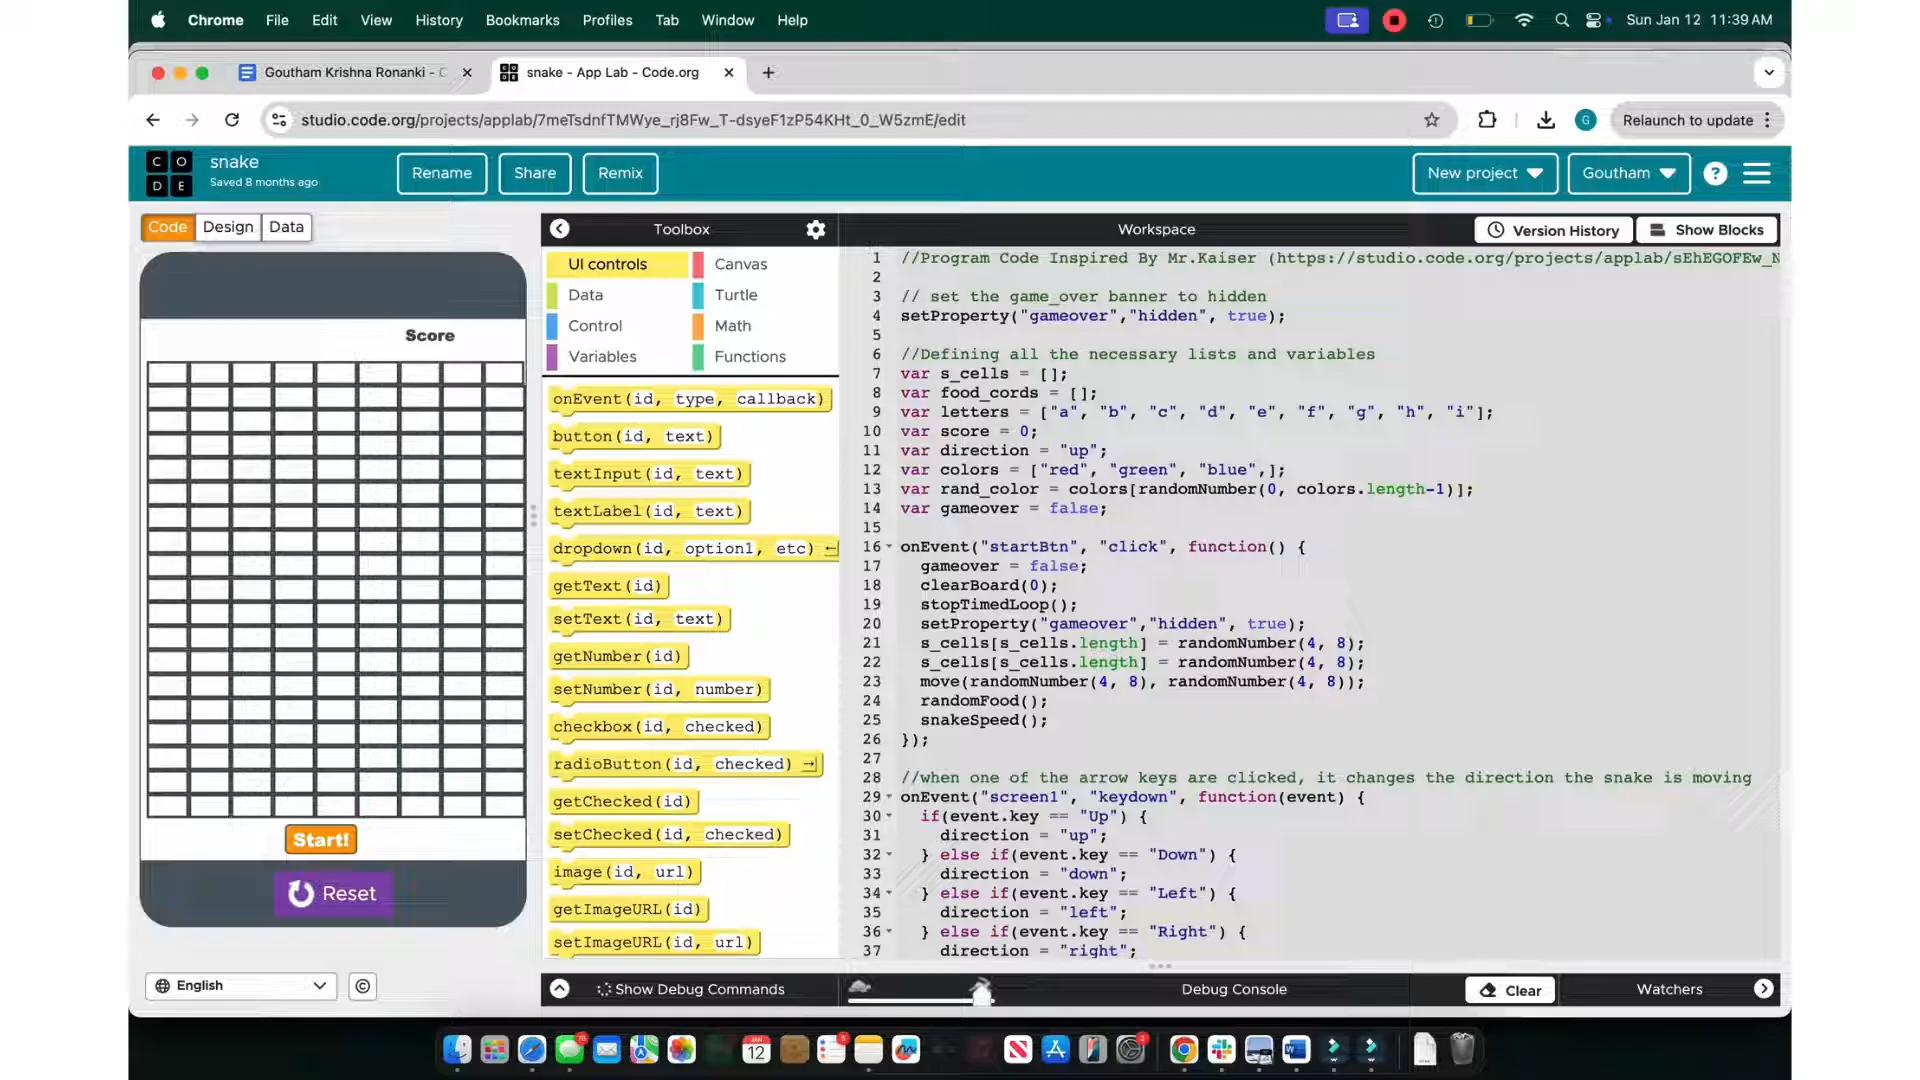 Chrome File Edit View History Bookmarks Profiles Tab Window Help Sun Jan 12 11:39 AM
Goutham Krishna Ronanki - snake - App Lab - Code.org
studio.code.org/projects/applab/7meTsdnfTMWye_rj8Fw_T-dsyeF1zP54KHt_0_W5zmE/edit G Relaunch to update
C O D E
snake
Saved 8 months ago
Rename Share Remix New project Goutham ?
Code Design Data
Score
Start!
Reset
English ©
Toolbox
UI controls Canvas
Data Turtle
Control Math
Variables Functions
onEvent(id, type, callback)
button(id, text)
textInput(id, text)
textLabel(id, text)
dropdown(id, option1, etc) ←
getText(id)
setText(id, text)
getNumber(id)
setNumber(id, number)
checkbox(id, checked)
radioButton(id, checked) →
getChecked(id)
setChecked(id, checked)
image(id, url)
getImageURL(id)
setImageURL(id, url)
Workspace Version History Show Blocks
1 //Program Code Inspired By Mr.Kaiser (https://studio.code.org/projects/applab/sEhEGOFEw_N
2
3 // set the game_over banner to hidden
4 setProperty("gameover","hidden", true);
5
6 //Defining all the necessary lists and variables
7 var s_cells = [];
8 var food_cords = [];
9 var letters = ["a", "b", "c", "d", "e", "f", "g", "h", "i"];
10 var score = 0;
11 var direction = "up";
12 var colors = ["red", "green", "blue",];
13 var rand_color = colors[randomNumber(0, colors.length-1)];
14 var gameover = false;
15
16 onEvent("startBtn", "click", function() {
17 gameover = false;
18 clearBoard(0);
19 stopTimedLoop();
20 setProperty("gameover","hidden", true);
21 s_cells[s_cells.length] = randomNumber(4, 8);
22 s_cells[s_cells.length] = randomNumber(4, 8);
23 move(randomNumber(4, 8), randomNumber(4, 8));
24 randomFood();
25 snakeSpeed();
26 });
27
28 //when one of the arrow keys are clicked, it changes the direction the snake is moving
29 onEvent("screen1", "keydown", function(event) {
30 if(event.key == "Up") {
31 direction = "up";
32 } else if(event.key == "Down") {
33 direction = "down";
34 } else if(event.key == "Left") {
35 direction = "left";
36 } else if(event.key == "Right") {
37 direction = "right";
Show Debug Commands Debug Console Clear Watchers
JAN
12